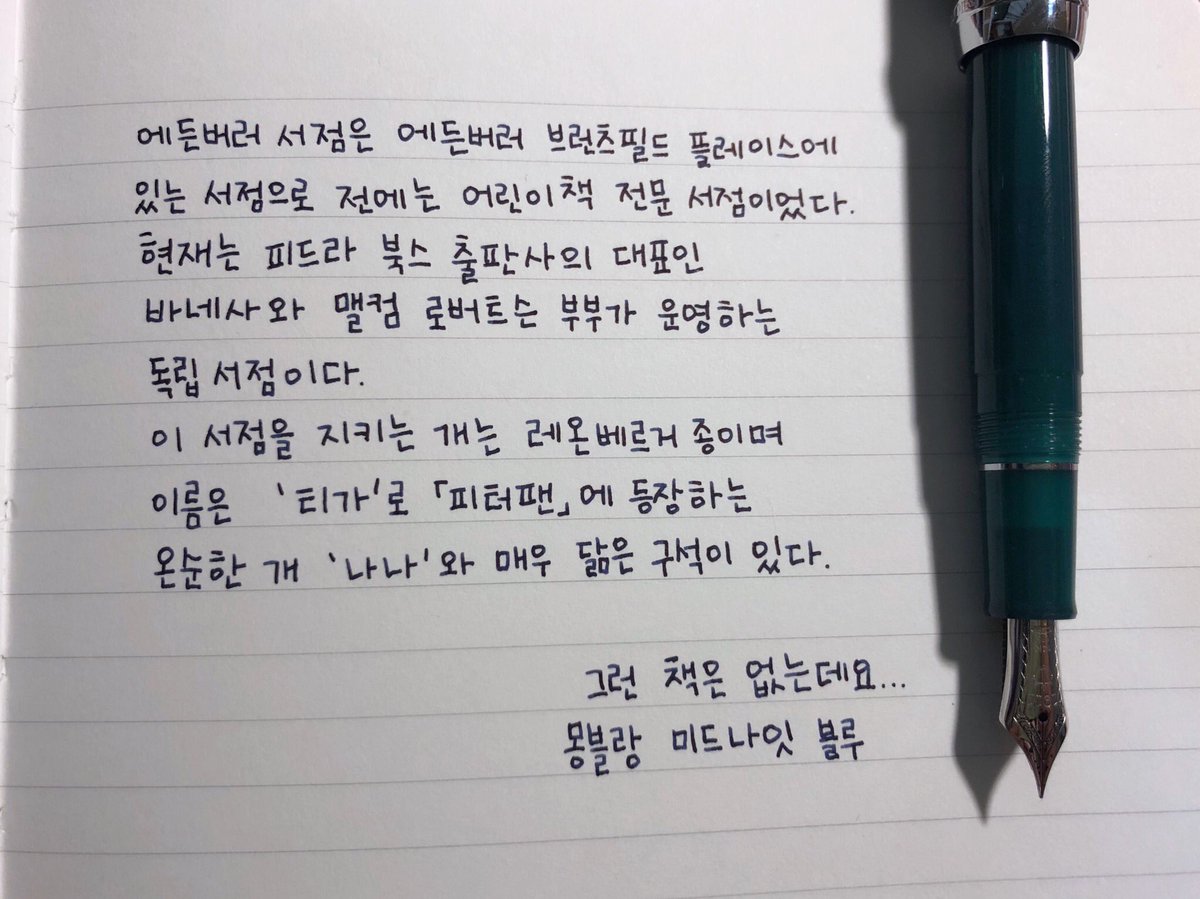 에든버러 서점은 에든버러 브런츠필드 플레이스에
있는 서점으로 전에는 어린이책 전문 서점이었다.
현재는 피드라 북스 출판사의 대표인
바네사와 맬컴 로버트슨 부부가 운영하는
독립 서점이다.
이 서점을 지키는 개는 레온베르거 종이며
이름은 '티가'로 「피터팬」에 등장하는
온순한 개 '나나'와 매우 닮은 구석이 있다.
그런 책은 없는데요...
몽블랑 미드나잇 블루